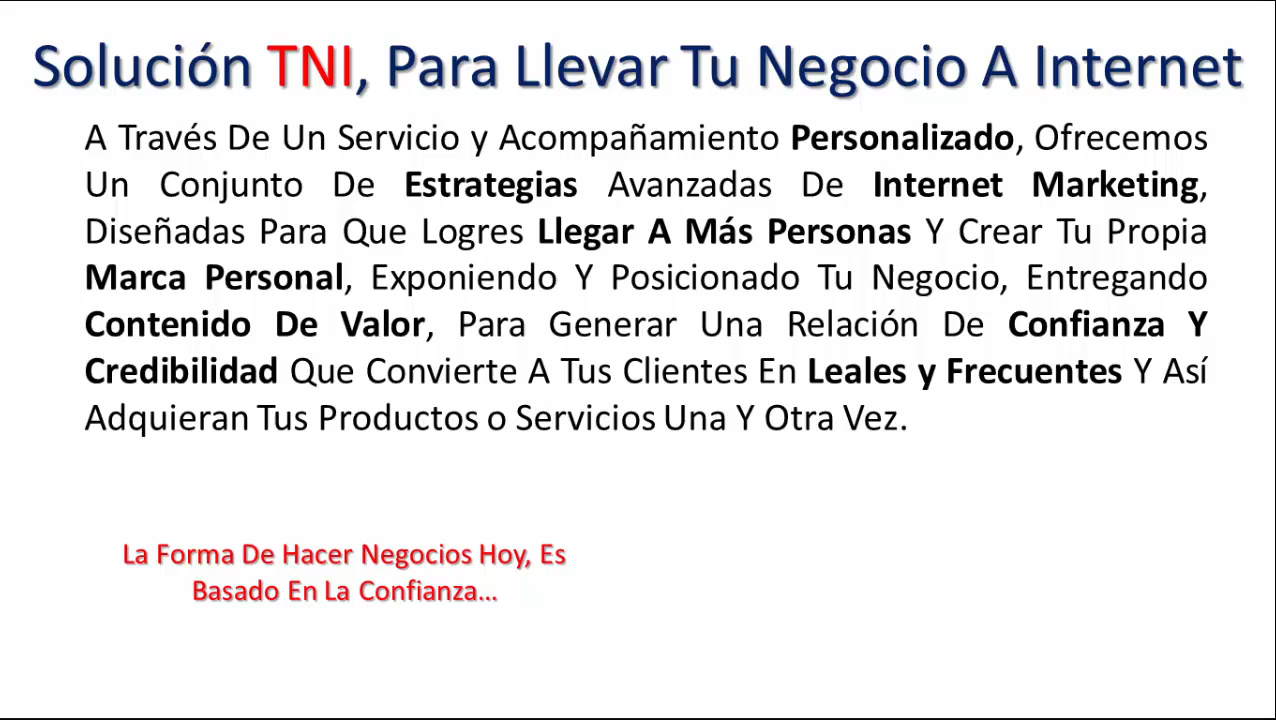 Solución TNI, Para Llevar Tu Negocio A Internet
A Través De Un Servicio y Acompañamiento Personalizado, Ofrecemos
Un Conjunto De Estrategias Avanzadas De Internet Marketing,
Diseñadas Para Que Logres Llegar A Más Personas Y Crear Tu Propia
Marca Personal, Exponiendo Y Posicionado Tu Negocio, Entregando
Contenido De Valor, Para Generar Una Relación De Confianza Y
Credibilidad Que Convierte A Tus Clientes En Leales y Frecuentes Y Así
Adquieran Tus Productos o Servicios Una Y Otra Vez.
La Forma De Hacer Negocios Hoy, Es
Basado En La Confianza...